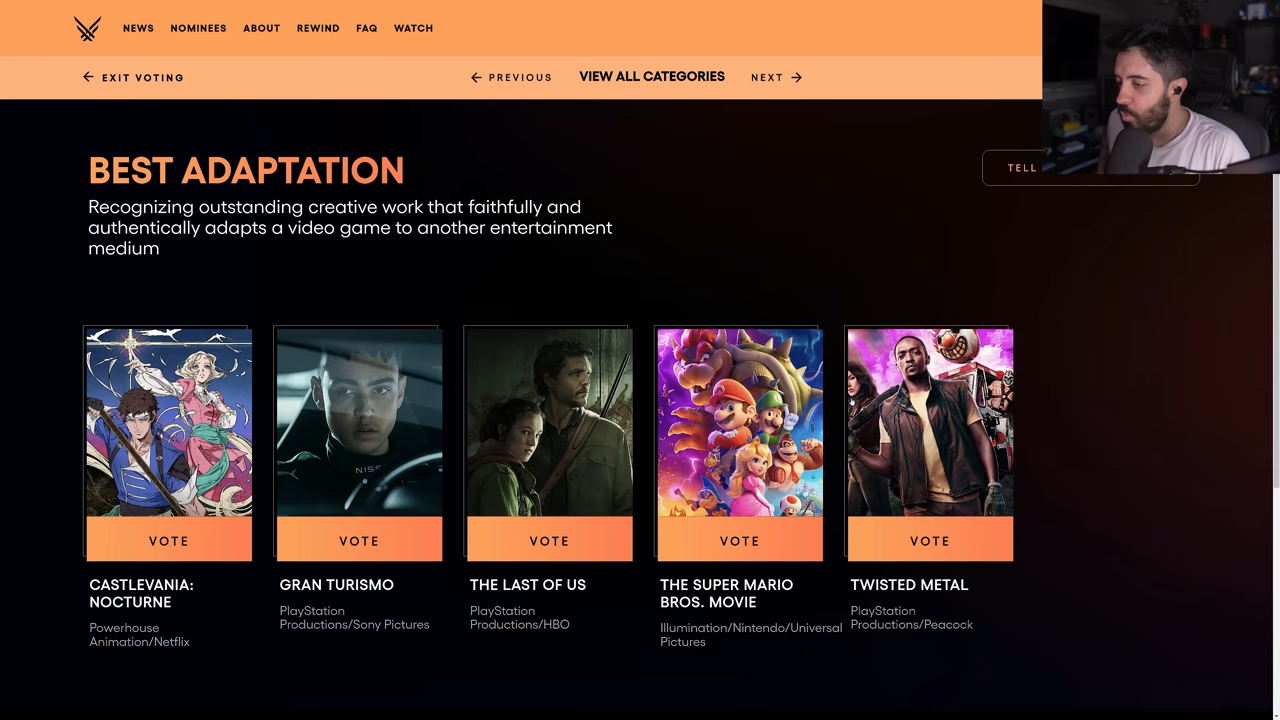 NEWS NOMINEES ABOUT REWIND FAQ WATCH
← EXIT VOTING
← PREVIOUS VIEW ALL CATEGORIES NEXT →
BEST ADAPTATION
TELL
Recognizing outstanding creative work that faithfully and
authentically adapts a video game to another entertainment
medium
NISS
VOTE VOTE VOTE VOTE VOTE
CASTLEVANIA:
NOCTURNE
Powerhouse
Animation/Netflix
GRAN TURISMO
PlayStation
Productions/Sony Pictures
THE LAST OF US
PlayStation
Productions/HBO
THE SUPER MARIO
BROS. MOVIE
Illumination/Nintendo/Universal
Pictures
TWISTED METAL
PlayStation
Productions/Peacock